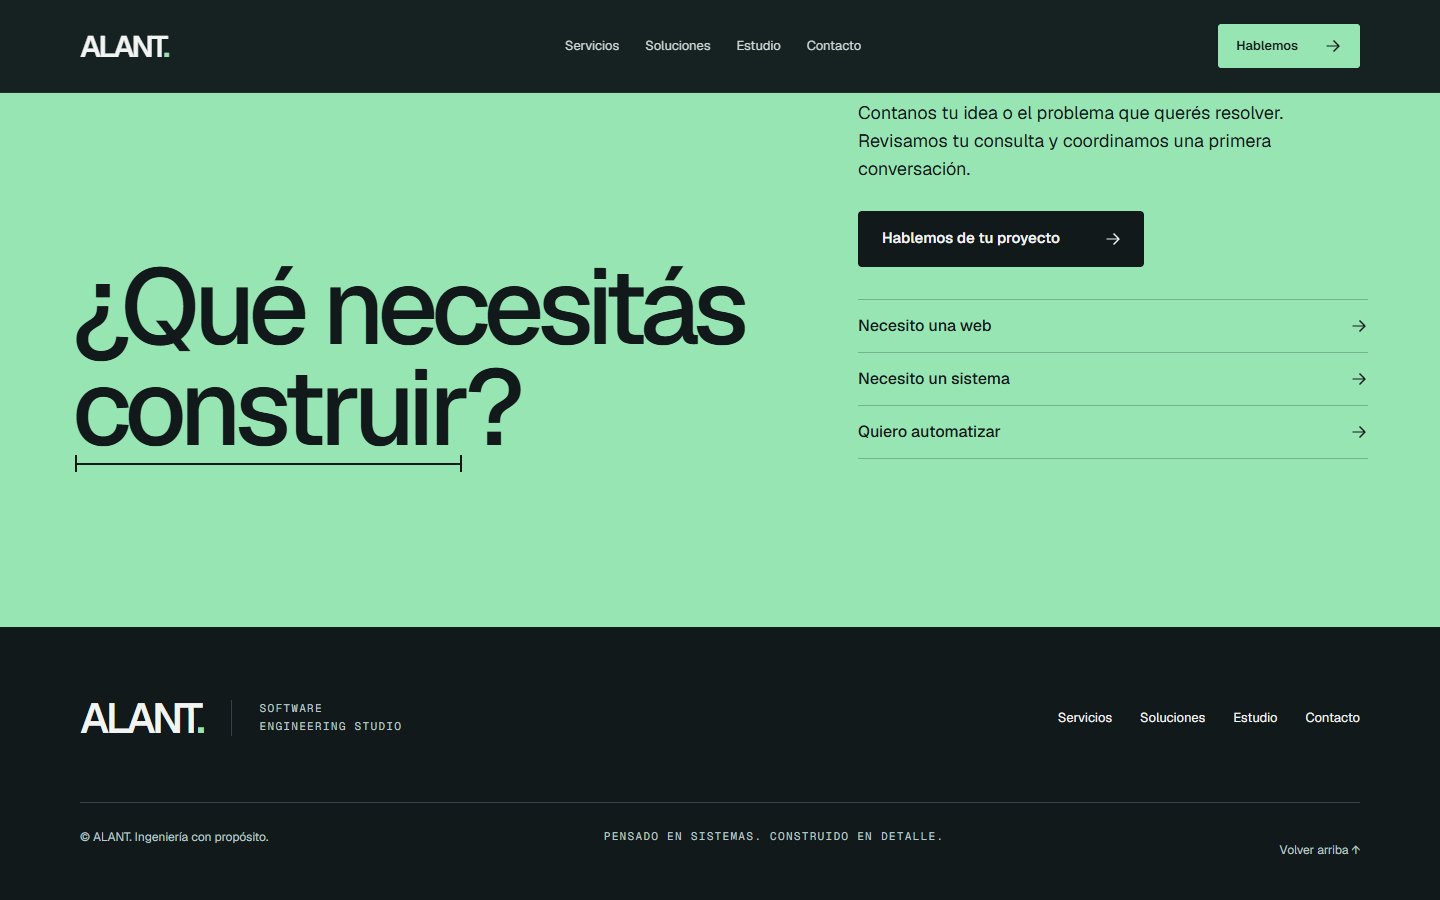 ALANT.
Servicios Soluciones Estudio Contacto
Hablemos →
Contanos tu idea o el problema que querés resolver.
Revisamos tu consulta y coordinamos una primera
conversación.
Hablemos de tu proyecto →
¿Qué necesitás
construir?
Necesito una web →
Necesito un sistema →
Quiero automatizar →
ALANT.
SOFTWARE
ENGINEERING STUDIO
Servicios Soluciones Estudio Contacto
© ALANT. Ingeniería con propósito.
PENSADO EN SISTEMAS. CONSTRUIDO EN DETALLE.
Volver arriba ↑